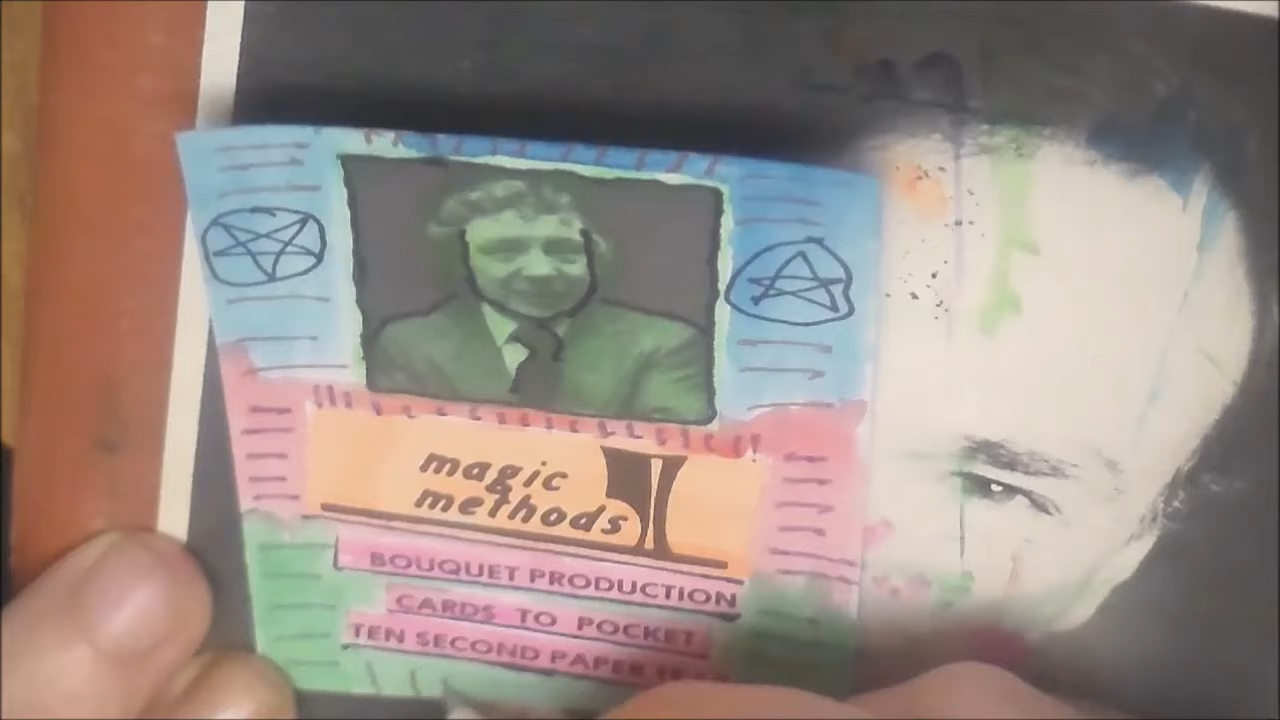 magic
methods
BOUQUET PRODUCTION
CARDS TO POCKET
TEN SECOND PAPER